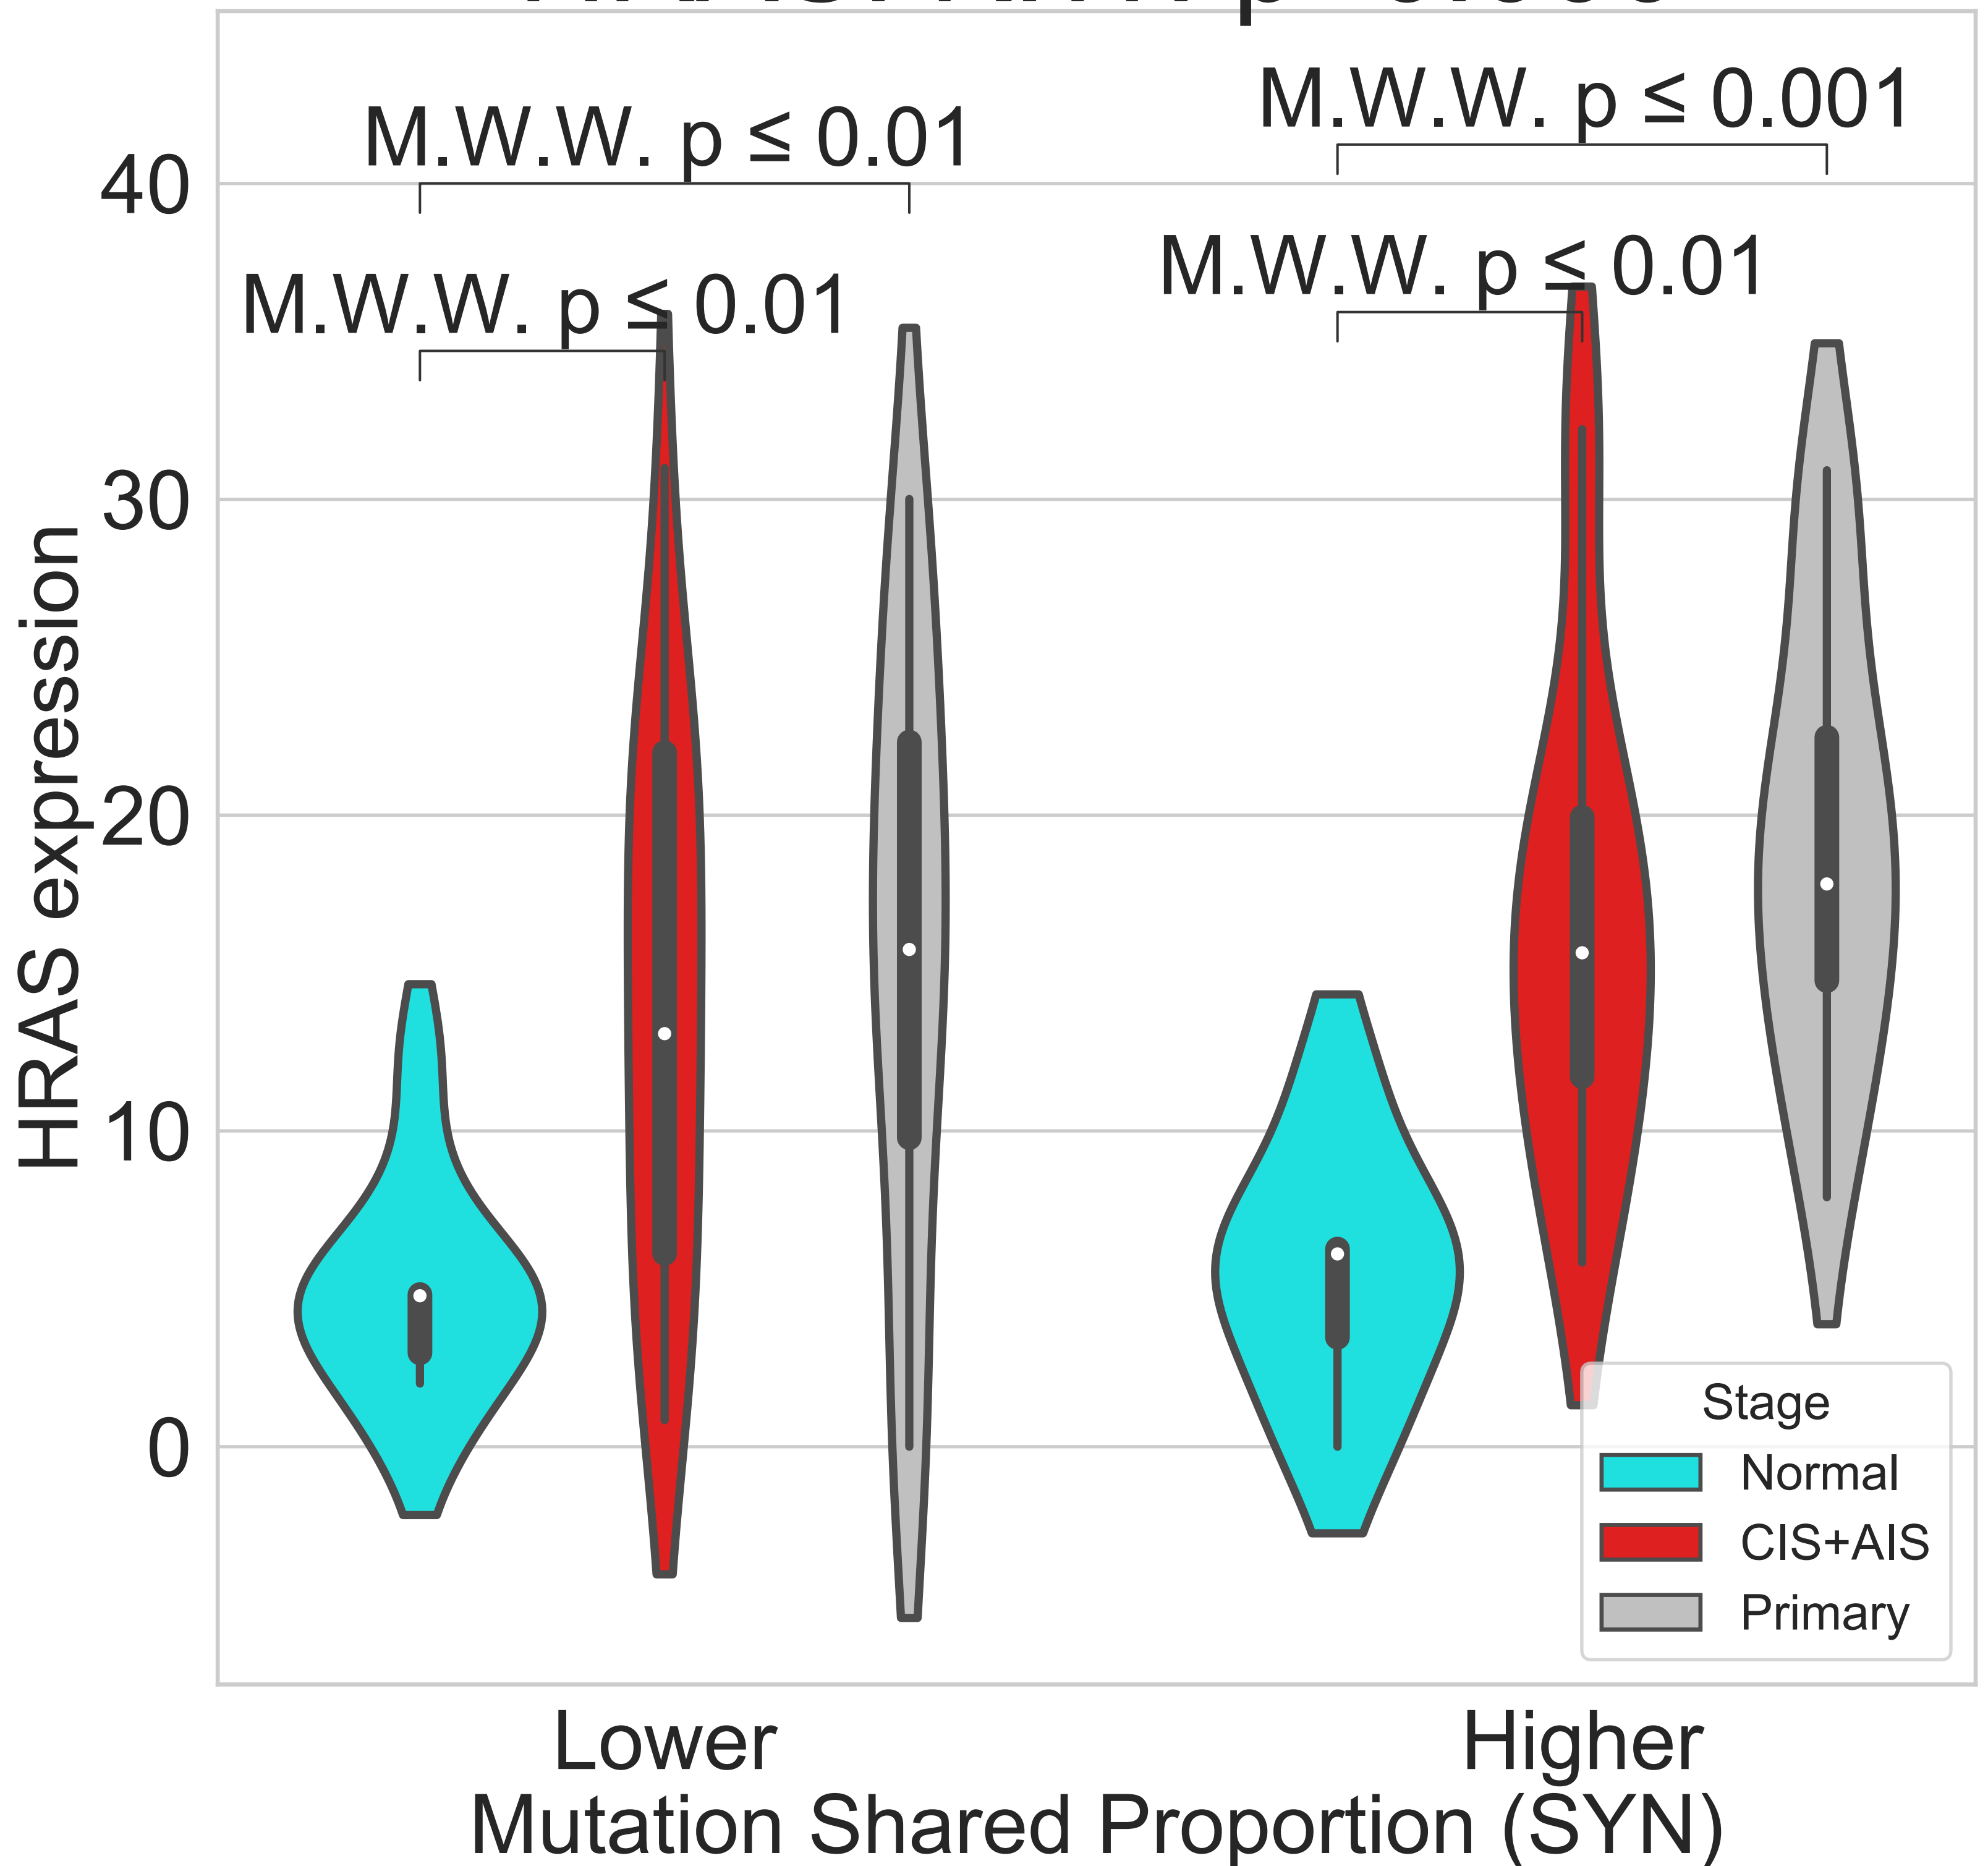 M.W.W. p ≤ 0.001
M.W.W. p ≤ 0.01
M.W.W. p ≤ 0.01
M.W.W. p ≤ 0.01
40
30
20
10
0
HRAS expression
Stage
Normal
CIS+AIS
Primary
Lower
Higher
Mutation Shared Proportion (SYN)